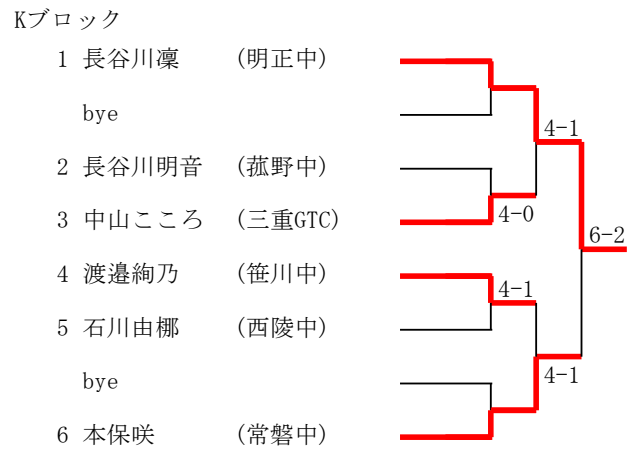 Kブロック
1 長谷川凜 (明正中)
bye
4-1
2 長谷川明音 (菰野中)
3 中山こころ (三重GTC)
4-0
6-2
4 渡邉絢乃 (笹川中)
4-1
5 石川由梛 (西陵中)
bye
4-1
6 本保咲 (常磐中)